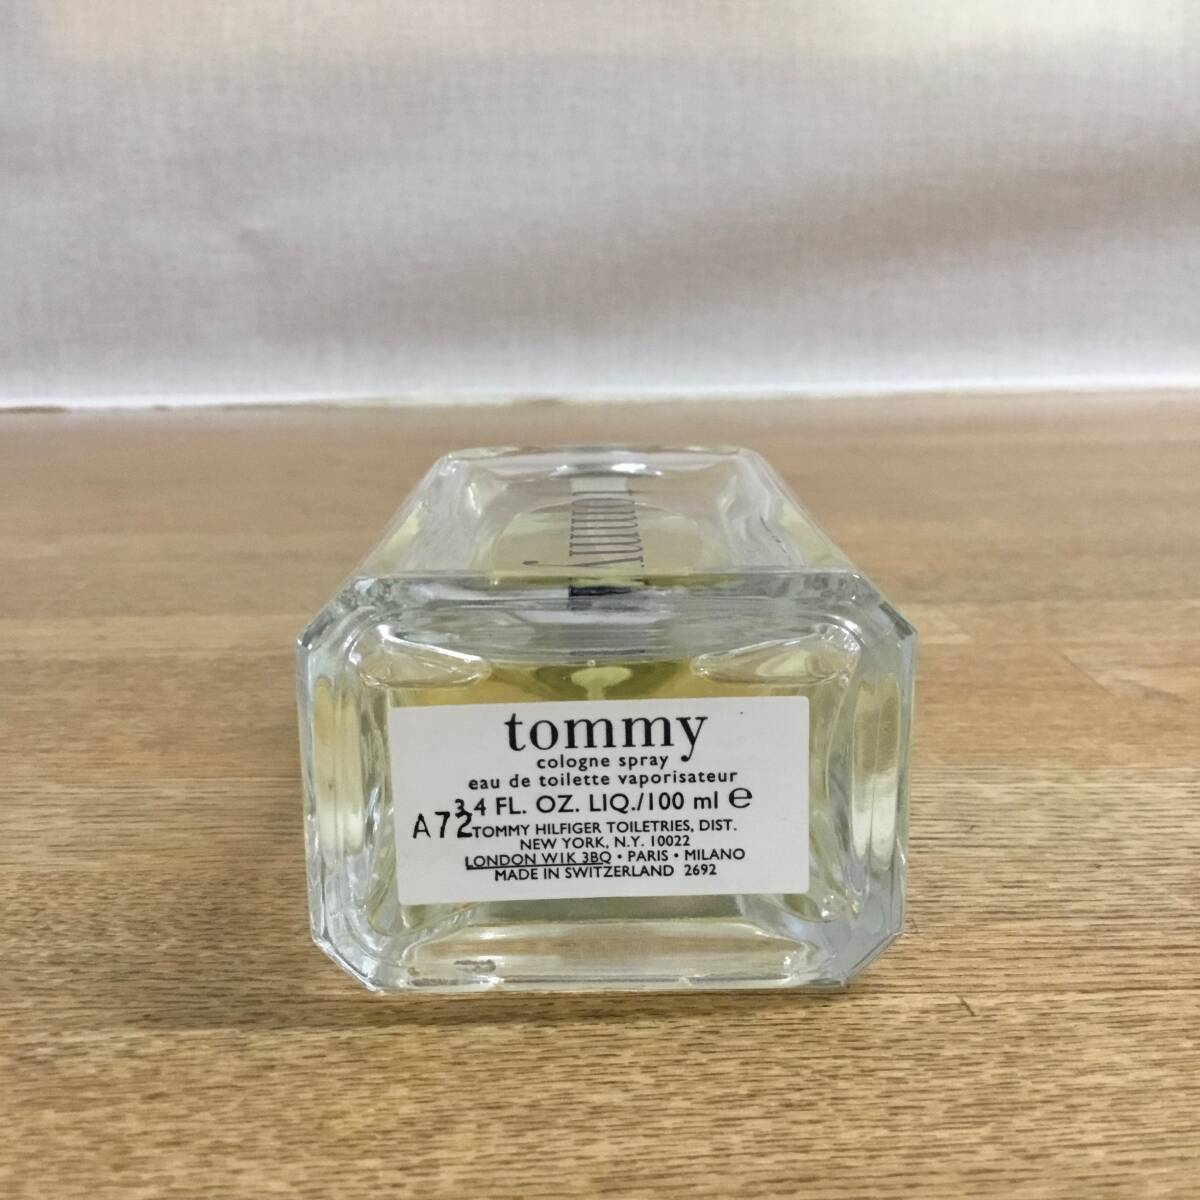 tommy
tommy
cologne spray
eau de toilette vaporisateur
3.4 FL. OZ. LIQ./100 ml e
A72
TOMMY HILFIGER TOILETRIES, DIST.
NEW YORK, N.Y. 10022
LONDON W1K 3BQ • PARIS • MILANO
MADE IN SWITZERLAND 2692